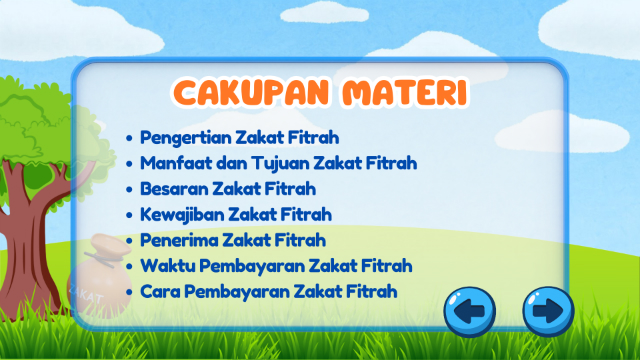 CAKUPAN MATERI
• Pengertian Zakat Fitrah
• Manfaat dan Tujuan Zakat Fitrah
• Besaran Zakat Fitrah
• Kewajiban Zakat Fitrah
• Penerima Zakat Fitrah
• Waktu Pembayaran Zakat Fitrah
• Cara Pembayaran Zakat Fitrah
ZAKAT